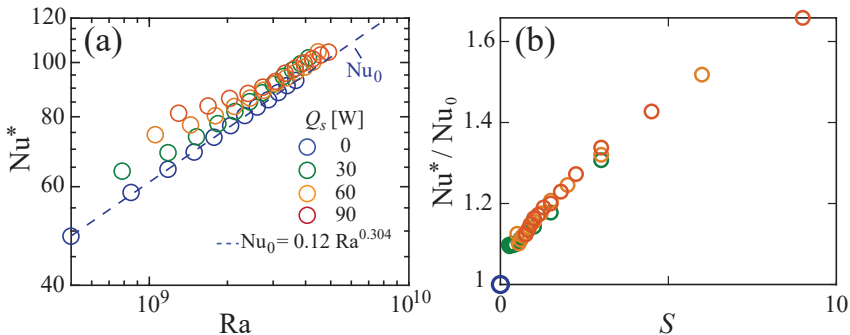 120
(a)
100
Nu₀
80
Nu*
Qₛ [W]
0
60
30
60
90
Nu₀ = 0.12 Ra^0.304
40
10⁹
10¹⁰
Ra
(b)
1.6
1.4
Nu* / Nu₀
1.2
1
0
5
10
S